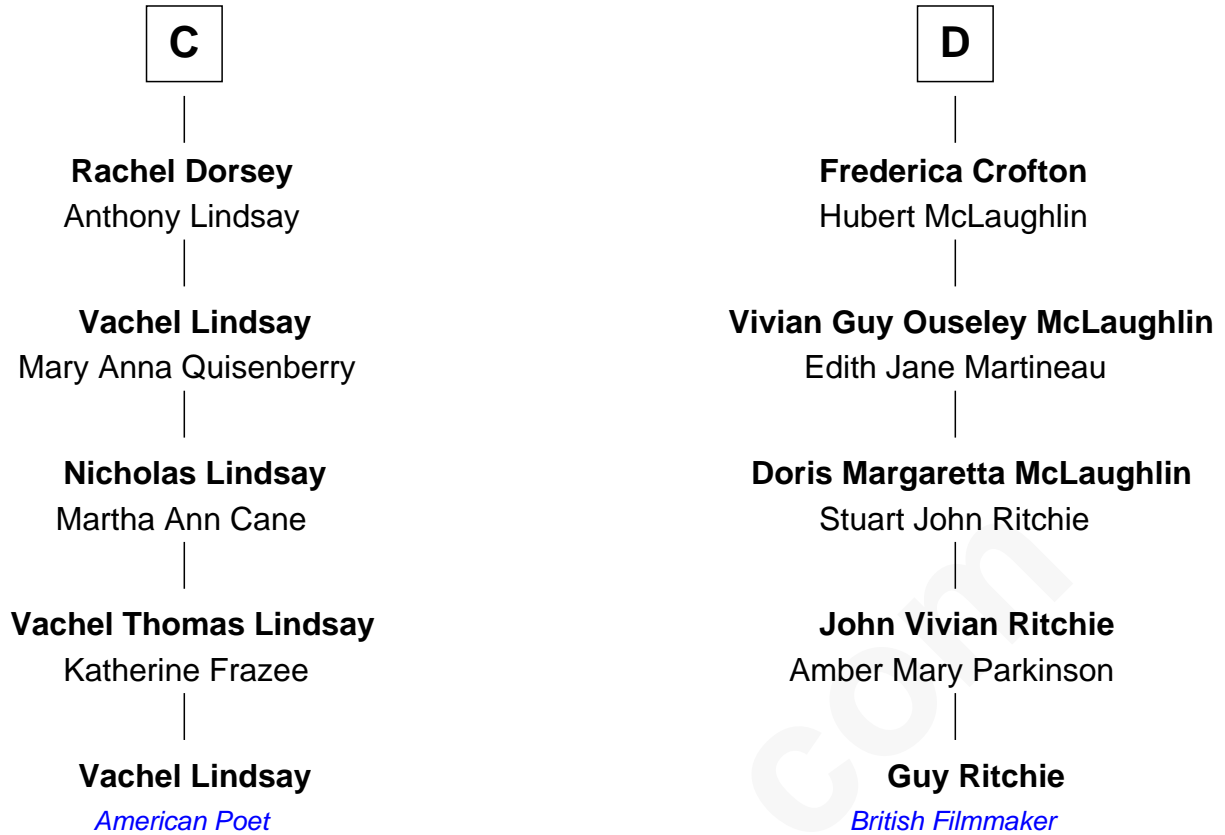 C
Rachel Dorsey
Anthony Lindsay
Vachel Lindsay
Mary Anna Quisenberry
Nicholas Lindsay
Martha Ann Cane
Vachel Thomas Lindsay
Katherine Frazee
Vachel Lindsay
American Poet
D
Frederica Crofton
Hubert McLaughlin
Vivian Guy Ouseley McLaughlin
Edith Jane Martineau
Doris Margaretta McLaughlin
Stuart John Ritchie
John Vivian Ritchie
Amber Mary Parkinson
Guy Ritchie
British Filmmaker
com